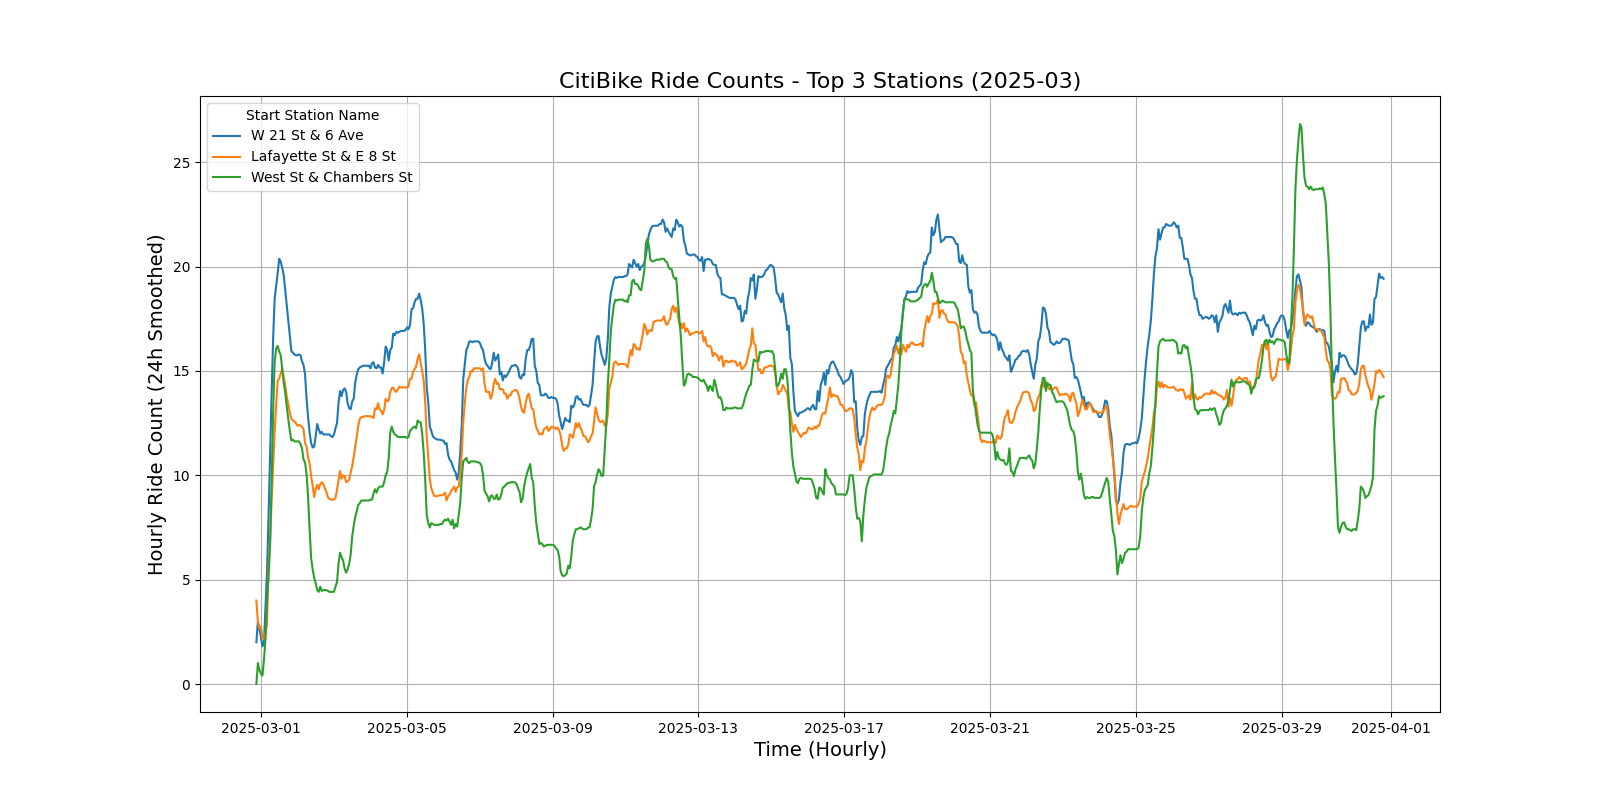 CitiBike Ride Counts - Top 3 Stations (2025-03)
Start Station Name
W 21 St & 6 Ave
Lafayette St & E 8 St
West St & Chambers St
Hourly Ride Count (24h Smoothed)
25
20
15
10
5
0
2025-03-01 2025-03-05 2025-03-09 2025-03-13 2025-03-17 2025-03-21 2025-03-25 2025-03-29 2025-04-01
Time (Hourly)